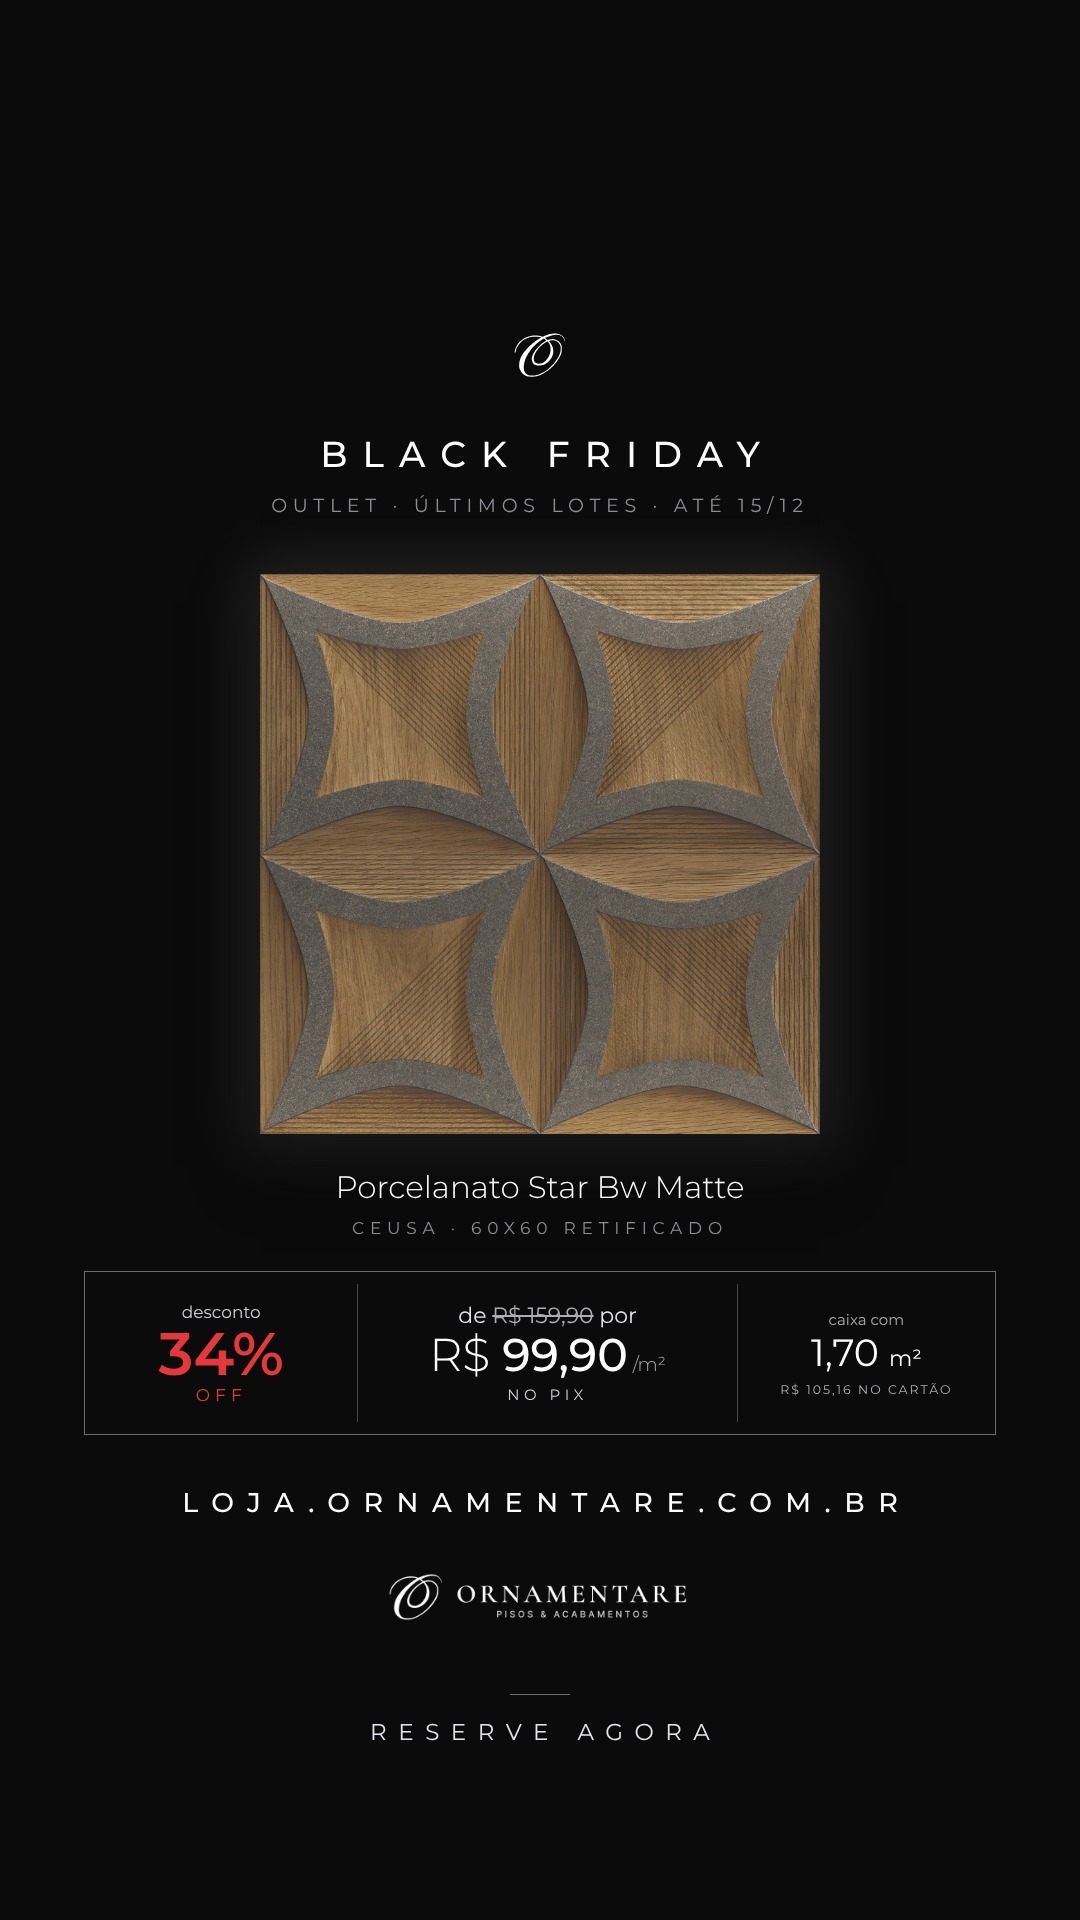 O
BLACK FRIDAY
OUTLET · ÚLTIMOS LOTES · ATÉ 15/12
Porcelanato Star Bw Matte
CEUSA · 60X60 RETIFICADO
desconto
34%
OFF
de R$ 159,90 por
R$ 99,90 /m²
NO PIX
caixa com
1,70 m²
R$ 105,16 NO CARTÃO
LOJA.ORNAMENTARE.COM.BR
O ORNAMENTARE
PISOS & ACABAMENTOS
RESERVE AGORA